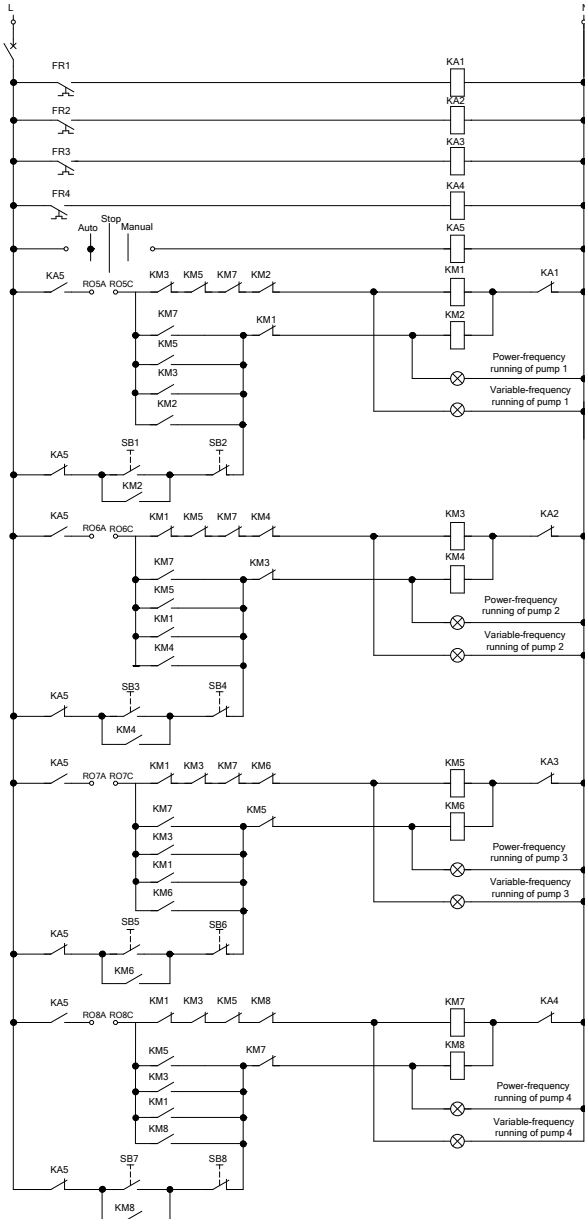 L N
FR1 KA1
FR2 KA2
FR3 KA3
FR4 KA4
Stop
Auto Manual KA5
KA5 RO5A RO5C KM3 KM5 KM7 KM2 KM1 KA1
KM7 KM1 KM2
KM5
Power-frequency
running of pump 1
KM3
Variable-frequency
running of pump 1
KM2
KA5 SB1 SB2
KM2
KA5 RO6A RO6C KM1 KM5 KM7 KM4 KM3 KA2
KM7 KM3 KM4
KM5
Power-frequency
running of pump 2
KM1
Variable-frequency
running of pump 2
KM4
KA5 SB3 SB4
KM4
KA5 RO7A RO7C KM1 KM3 KM7 KM6 KM5 KA3
KM7 KM5 KM6
KM3
Power-frequency
running of pump 3
KM1
Variable-frequency
running of pump 3
KM6
KA5 SB5 SB6
KM6
KA5 RO8A RO8C KM1 KM3 KM5 KM8 KM7 KA4
KM5 KM7 KM8
KM3
Power-frequency
running of pump 4
KM1
Variable-frequency
running of pump 4
KM8
KA5 SB7 SB8
KM8